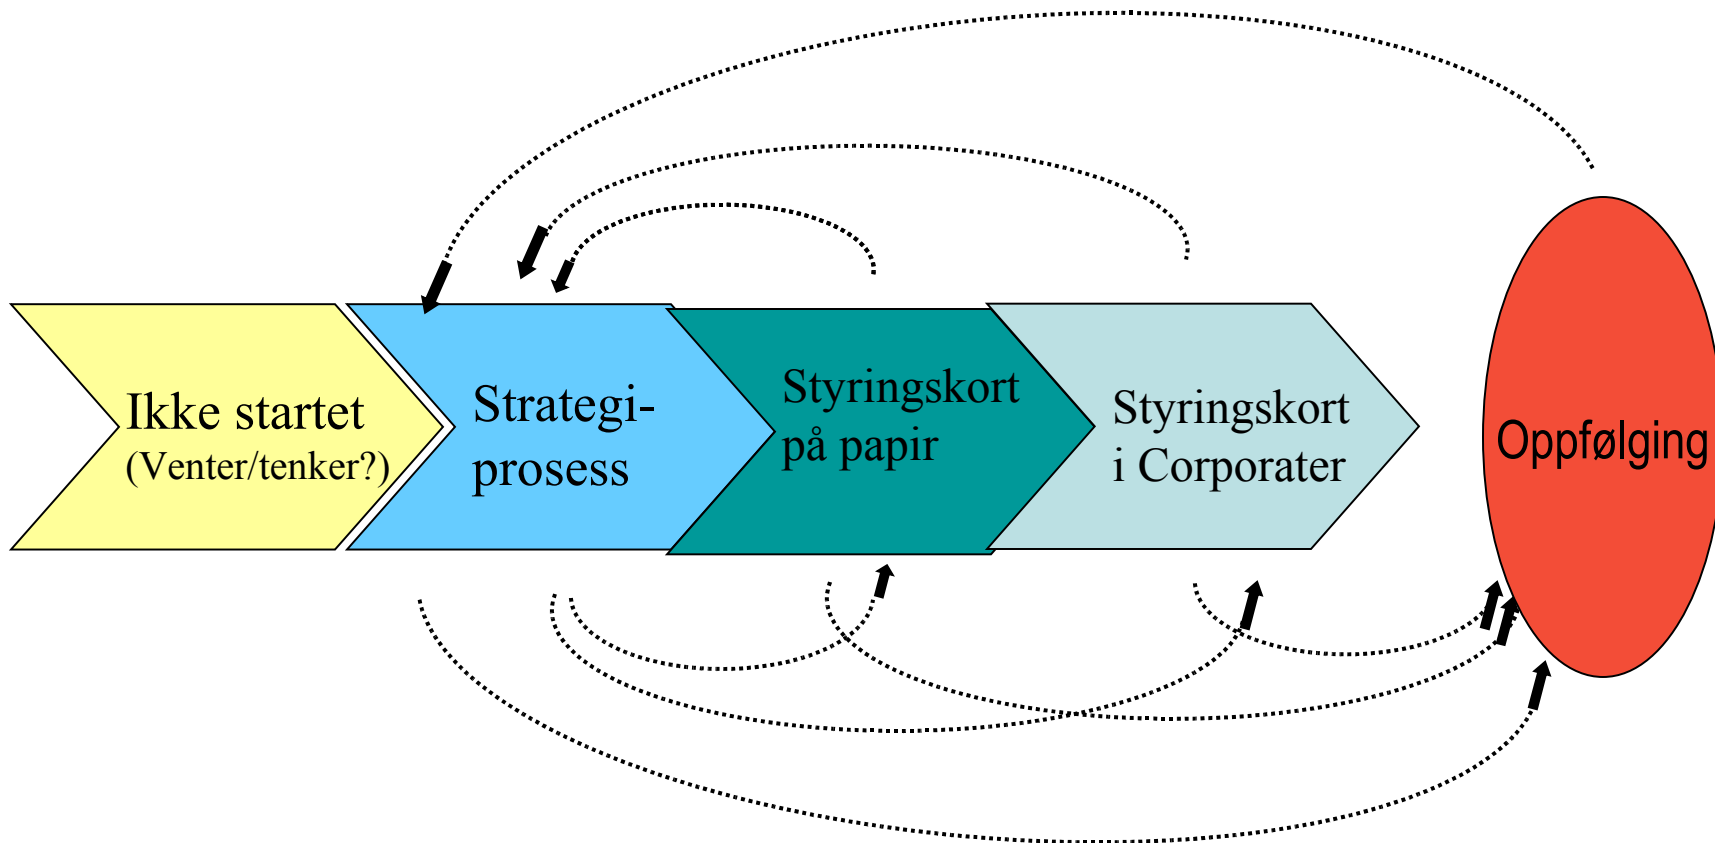 Ikke startet
(Venter/tenker?)
Strategi-
prosess
Styringskort
på papir
Styringskort
i Corporater
Oppfølging